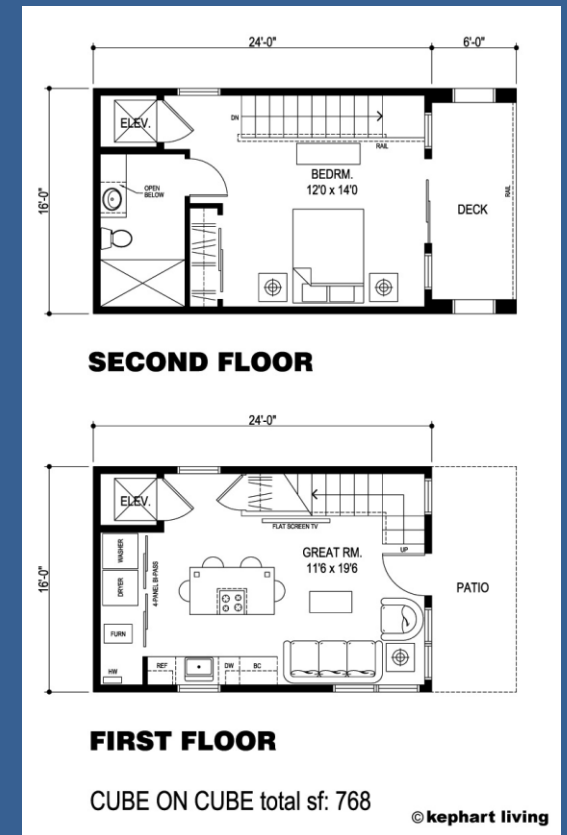 24'-0"
6'-0"
16'-0"
ELEV.
DN
RAIL
OPEN
BELOW
BEDRM.
12'0 x 14'0
DECK
RAIL
SECOND FLOOR
24'-0"
16'-0"
ELEV.
FLAT SCREEN TV
WASHER
DRYER
4-PANEL BI-PASS
GREAT RM.
11'6 x 19'6
UP
PATIO
FURN
HW
REF
DW
BC
FIRST FLOOR
CUBE ON CUBE total sf: 768
© kephart living